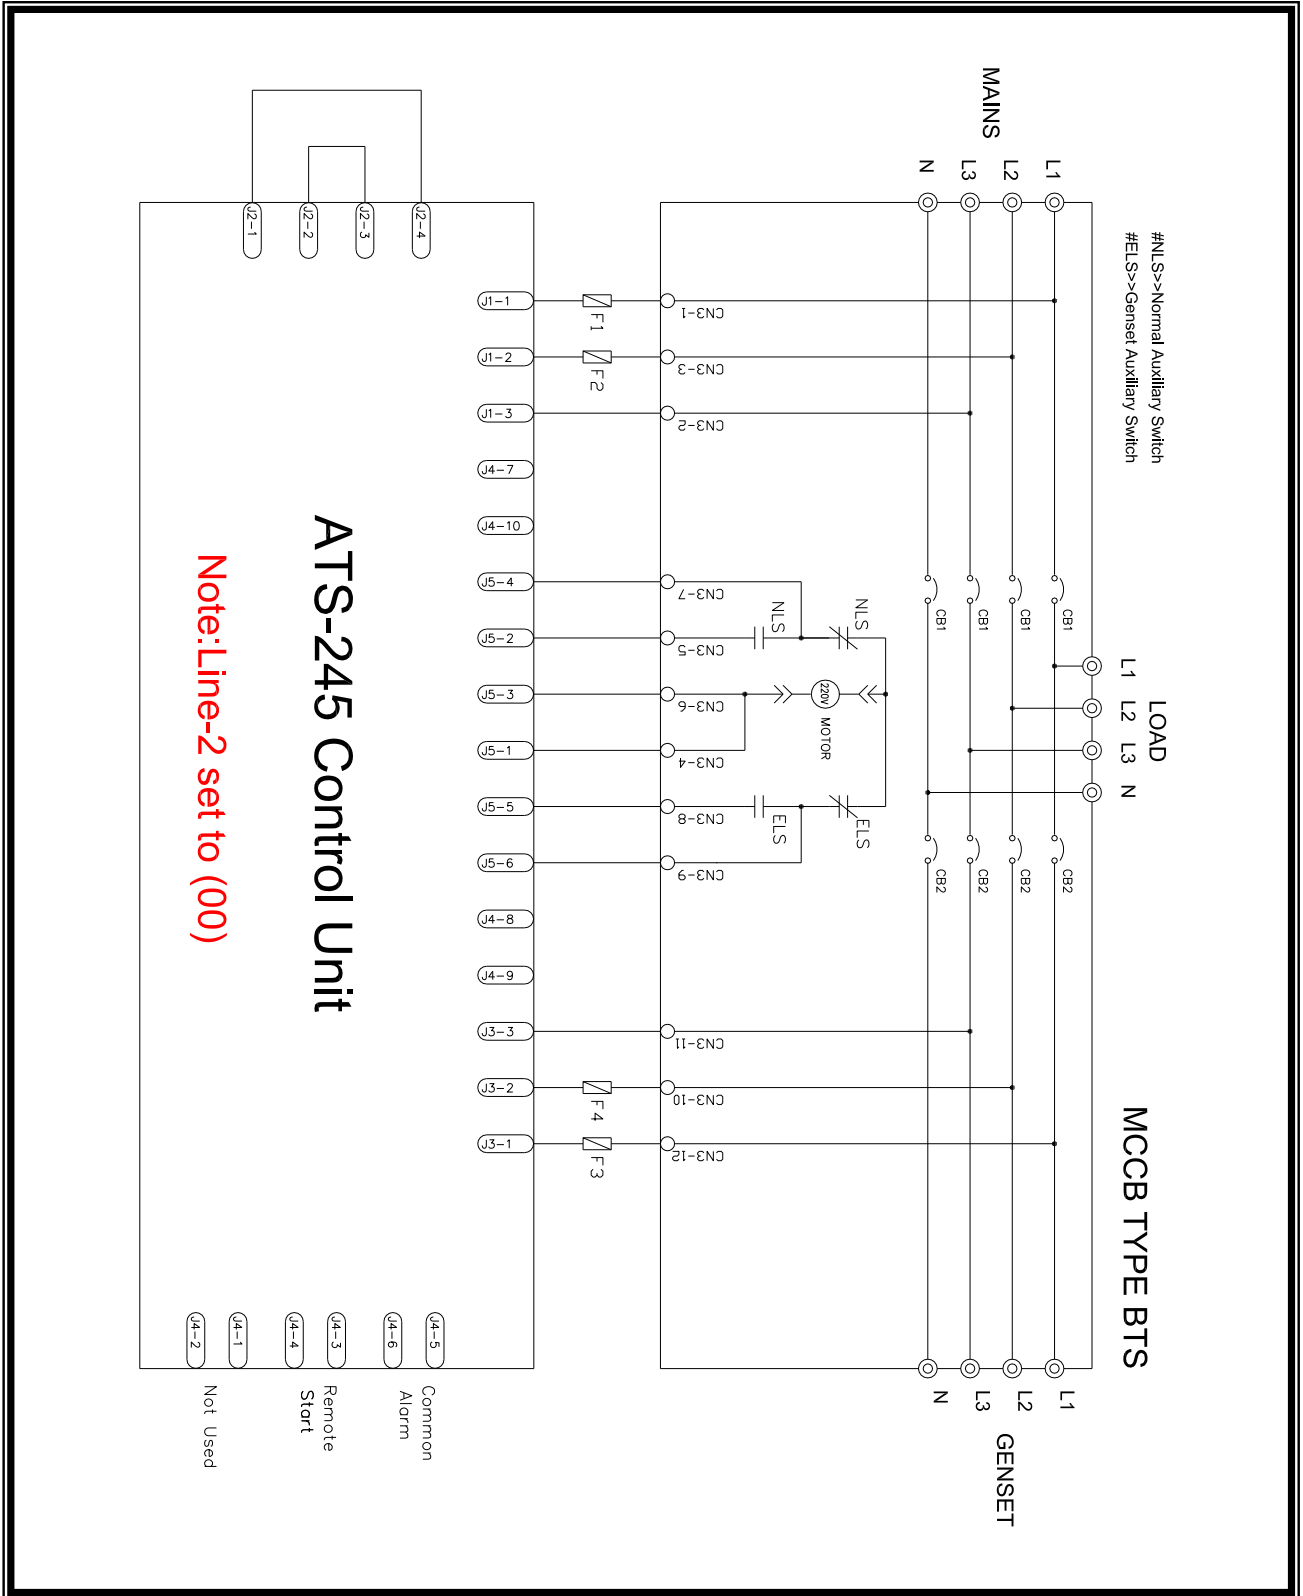 MCCB TYPE BTS
#NLS>>Normal Auxiliary Switch
#ELS>>Genset Auxiliary Switch
LOAD
L1 L2 L3 N
MAINS
L1
L2
L3
N
CB1
CB1
CB1
CB1
CB2
CB2
CB2
CB2
GENSET
L1
L2
L3
N
NLS
NLS
220V
MOTOR
ELS
ELS
CN3-1
CN3-3
CN3-2
CN3-7
CN3-5
CN3-6
CN3-4
CN3-8
CN3-9
CN3-11
CN3-10
CN3-12
F1
F2
F4
F3
J1-1
J1-2
J1-3
J4-7
J4-10
J5-4
J5-2
J5-3
J5-1
J5-5
J5-6
J4-8
J4-9
J3-3
J3-2
J3-1
J2-4
J2-3
J2-2
J2-1
ATS-245 Control Unit
Note:Line-2 set to (00)
J4-5
J4-6
Common
Alarm
J4-3
J4-4
Remote
Start
J4-1
J4-2
Not Used